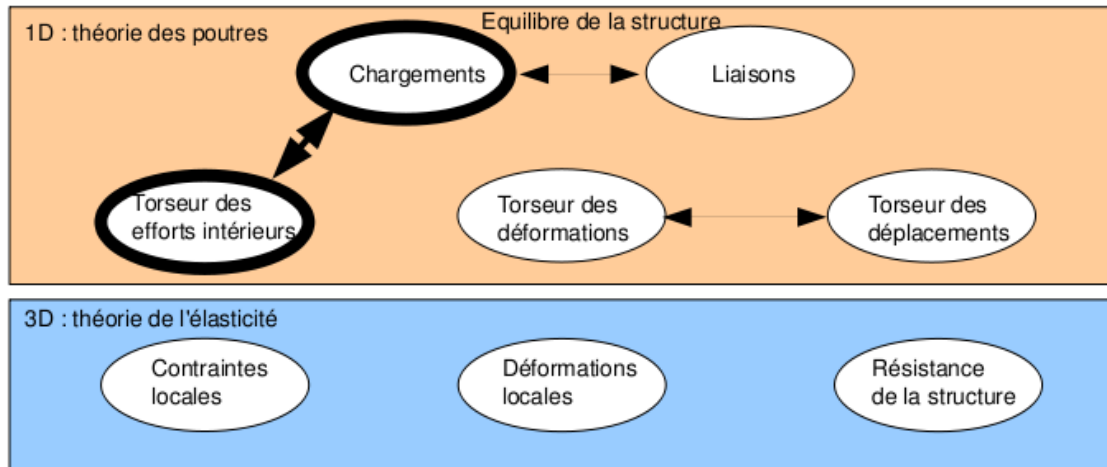 Equilibre de la structure
1D : théorie des poutres
Chargements
Liaisons
Torseur des
efforts intérieurs
Torseur des
déformations
Torseur des
déplacements
3D : théorie de l'élasticité
Contraintes
locales
Déformations
locales
Résistance
de la structure